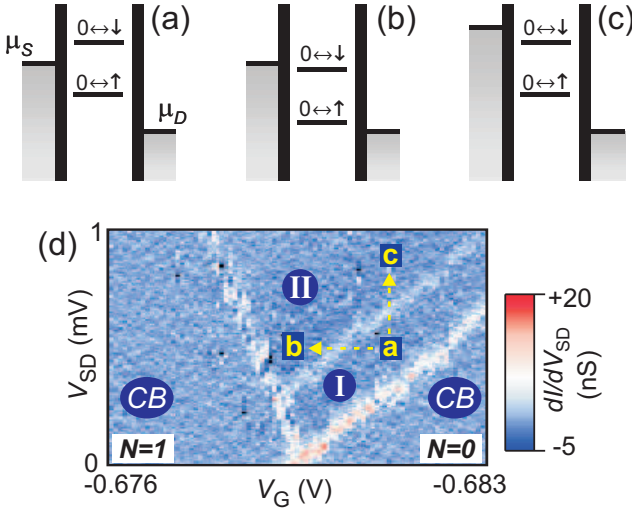 (a)
μS
0↔↓
0↔↑
μD
(b)
0↔↓
0↔↑
(c)
0↔↓
0↔↑
(d)
1
VSD (mV)
0
c
II
b
a
I
CB
CB
N=1
N=0
-0.676
VG (V)
-0.683
+20
dI/dVSD
(nS)
-5